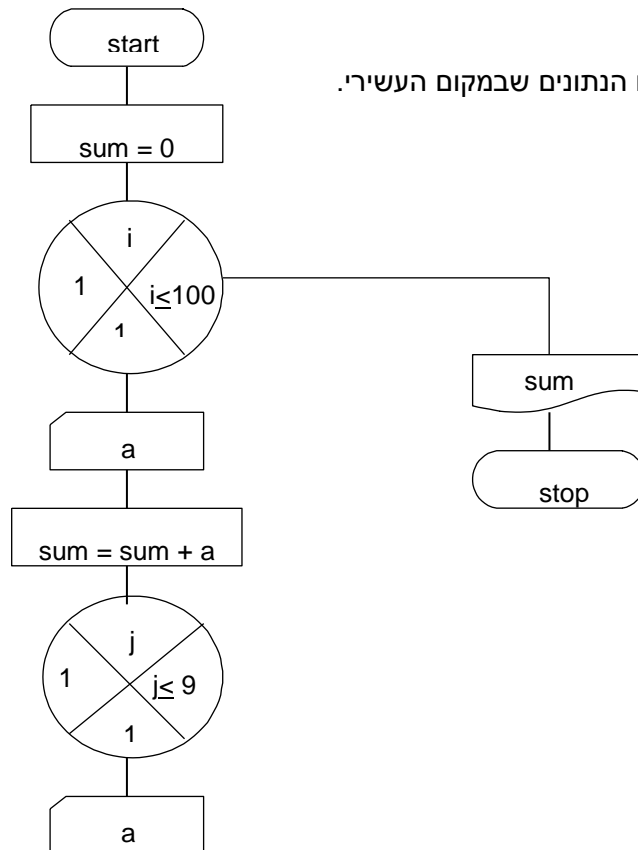 start
הנתונים שבמקום העשירי.
sum = 0
i
1
i≤100
1
sum
a
stop
sum = sum + a
j
1
j≤ 9
1
a